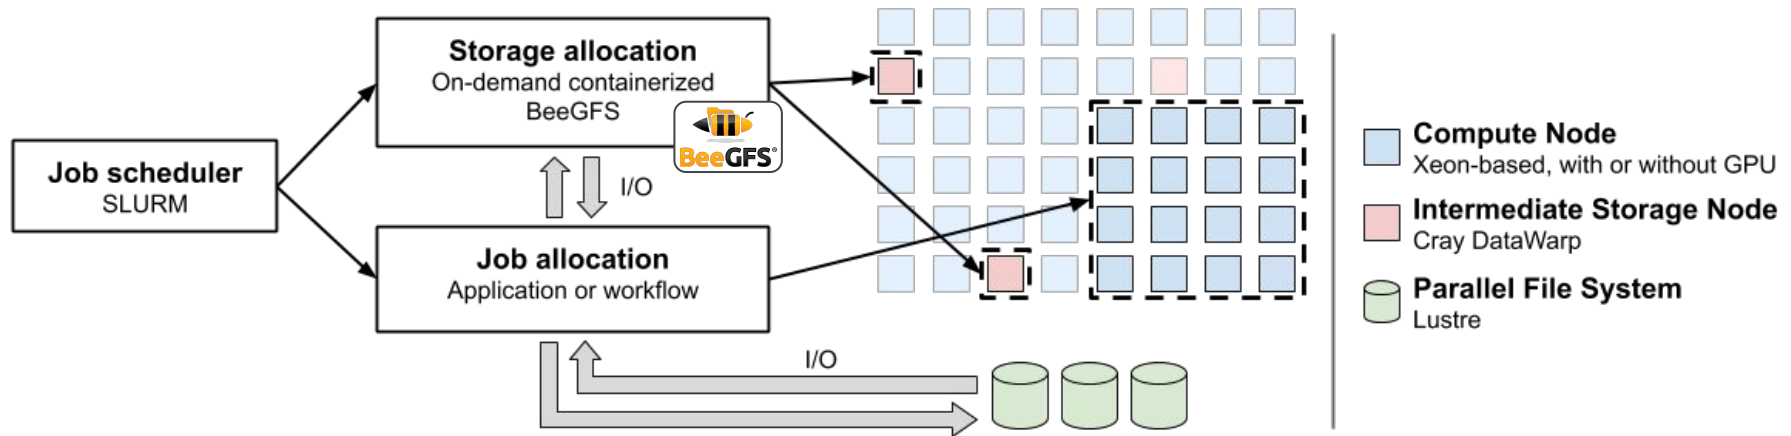 Job scheduler
SLURM
Storage allocation
On-demand containerized
BeeGFS
BeeGFS®
I/O
Job allocation
Application or workflow
I/O
Compute Node
Xeon-based, with or without GPU
Intermediate Storage Node
Cray DataWarp
Parallel File System
Lustre